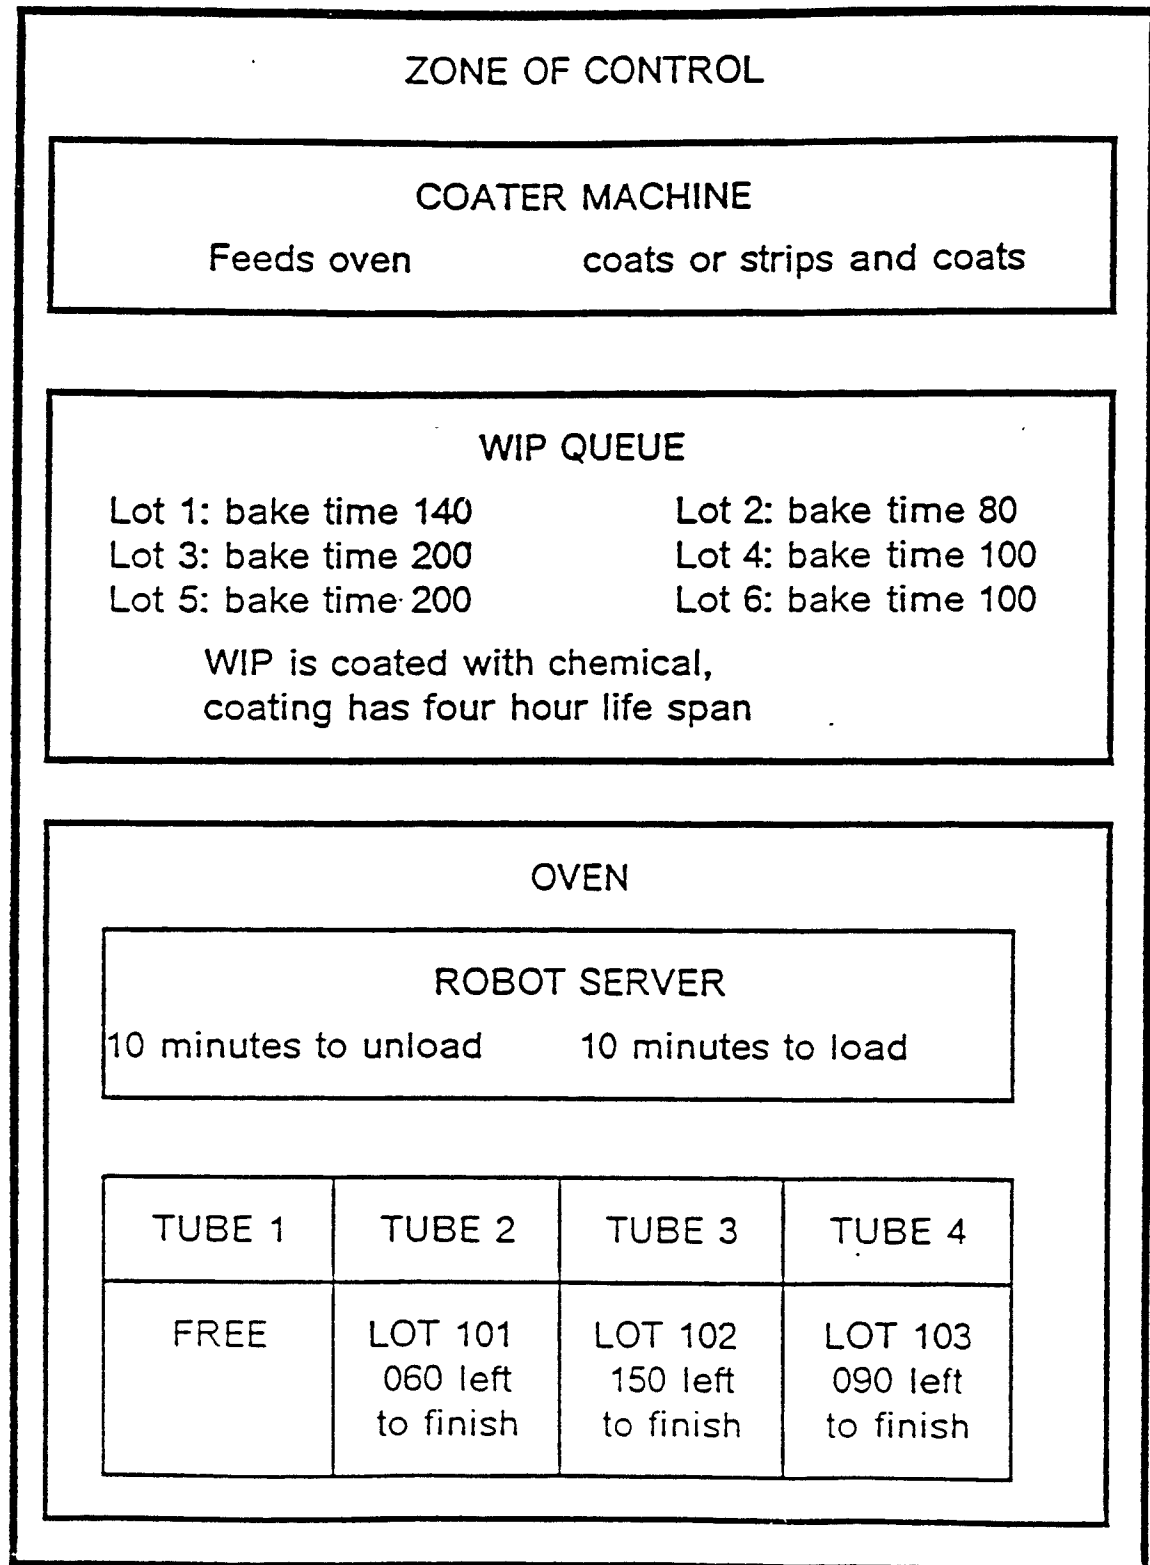 ZONE OF CONTROL
COATER MACHINE
Feeds oven coats or strips and coats
WIP QUEUE
Lot 1: bake time 140 Lot 2: bake time 80
Lot 3: bake time 200 Lot 4: bake time 100
Lot 5: bake time 200 Lot 6: bake time 100
WIP is coated with chemical,
coating has four hour life span
OVEN
ROBOT SERVER
10 minutes to unload 10 minutes to load
TUBE 1 TUBE 2 TUBE 3 TUBE 4
FREE LOT 101 LOT 102 LOT 103
060 left 150 left 090 left
to finish to finish to finish